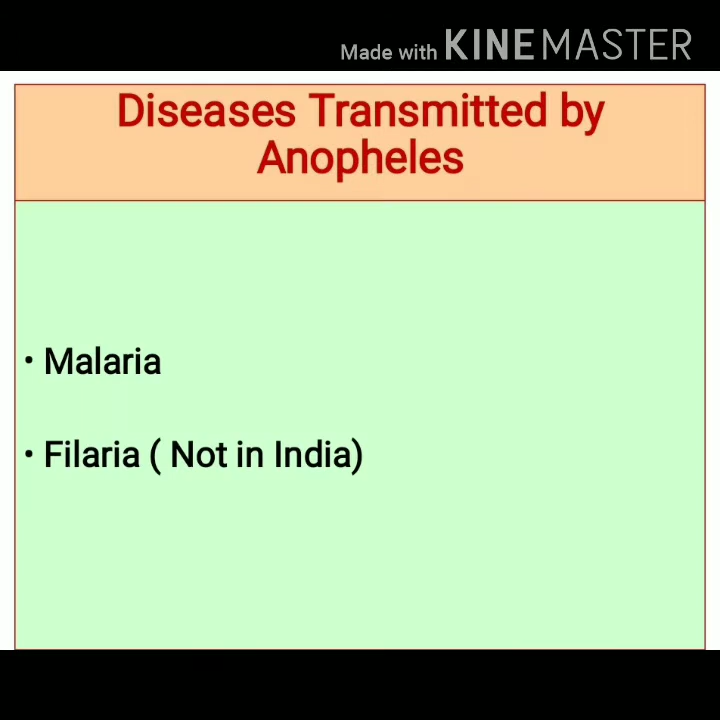 Made with KINEMASTER
Diseases Transmitted by
Anopheles
• Malaria
• Filaria ( Not in India)